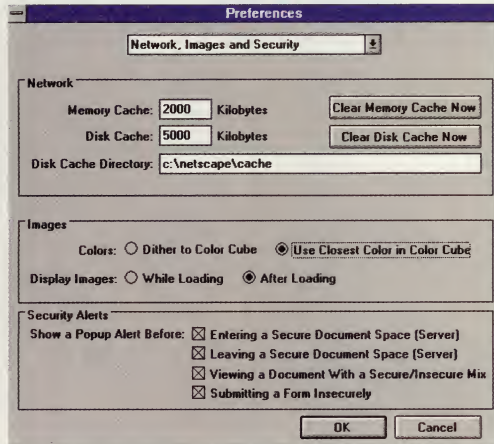 Preferences
Network, Images and Security
Network
Memory Cache: 2000 Kilobytes Clear Memory Cache Now
Disk Cache: 5000 Kilobytes Clear Disk Cache Now
Disk Cache Directory: c:\netscape\cache
Images
Colors: Dither to Color Cube Use Closest Color in Color Cube
Display Images: While Loading After Loading
Security Alerts
Show a Popup Alert Before: Entering a Secure Document Space (Server)
Leaving a Secure Document Space (Server)
Viewing a Document With a Secure/Insecure Mix
Submitting a Form Insecurely
OK Cancel